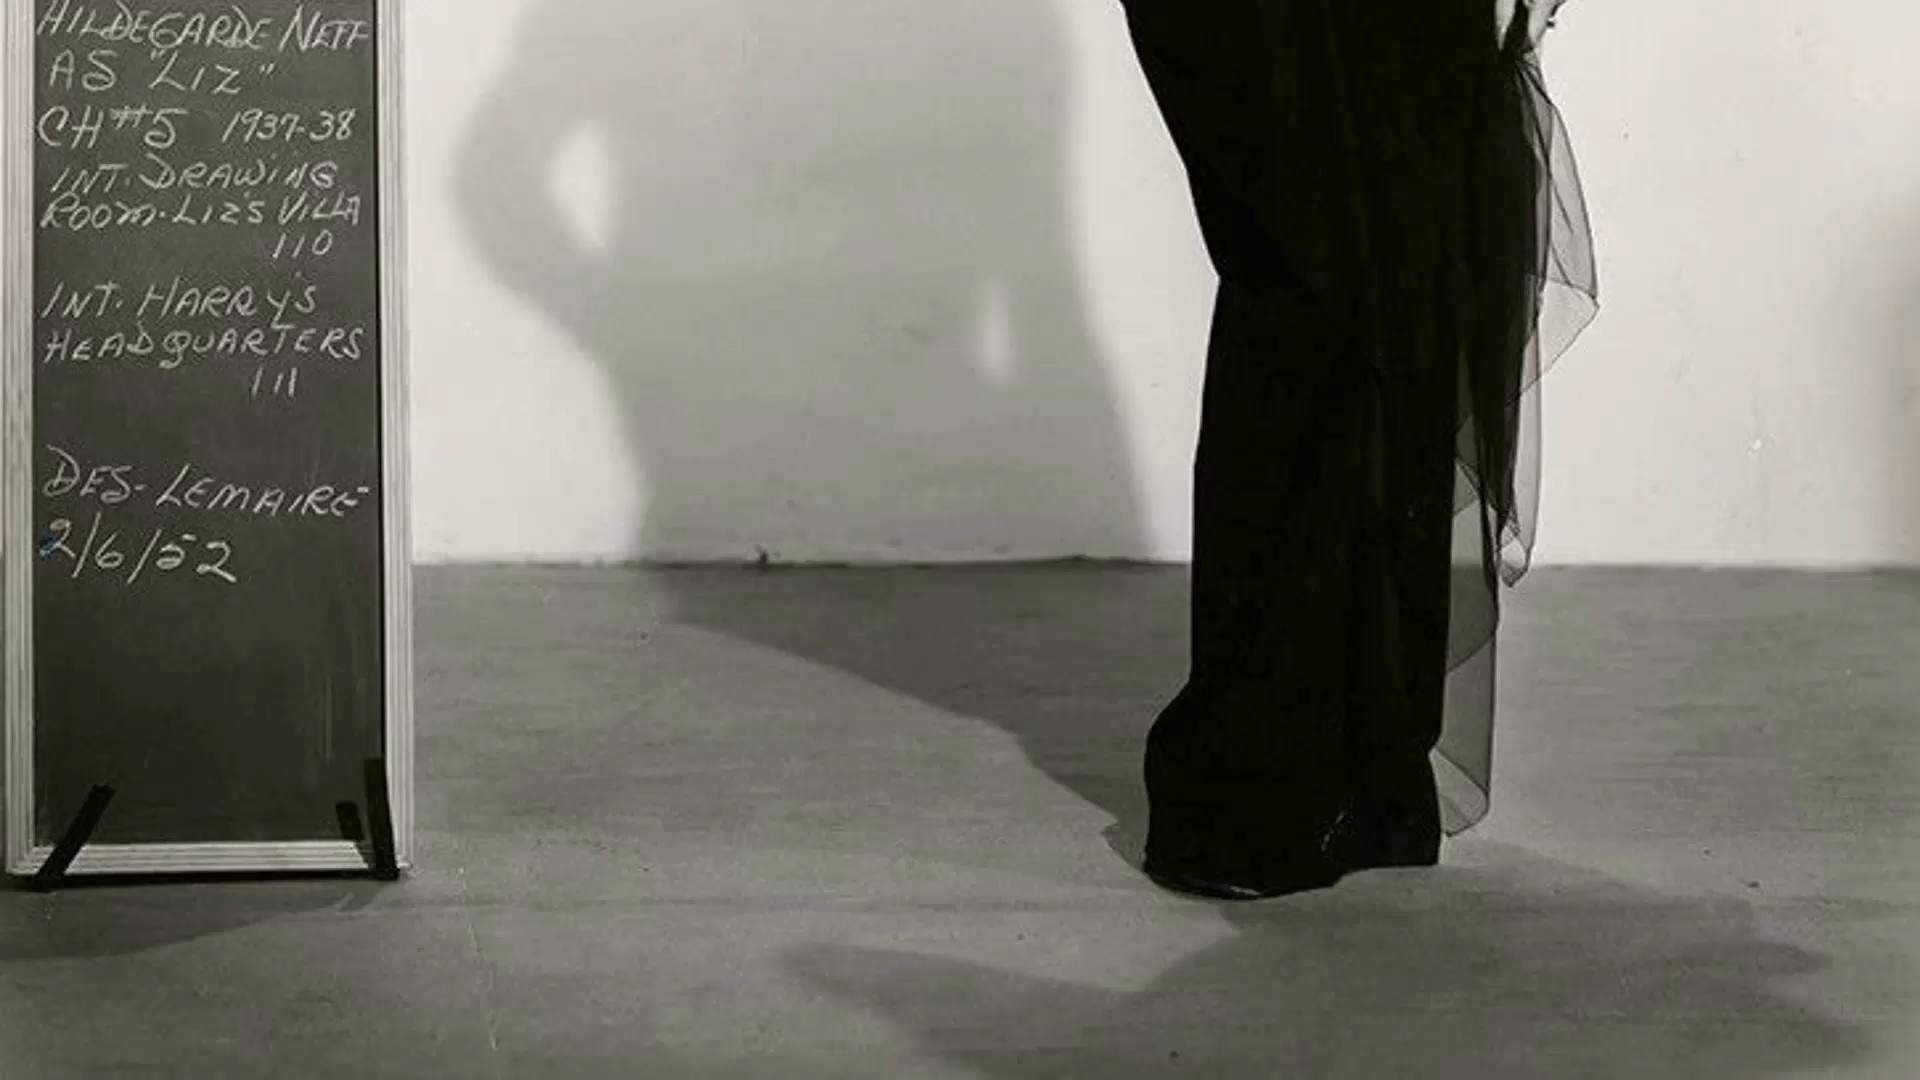 HILDEGARDE NEFF
AS "LIZ"
CH#5 1937-38
INT. DRAWING
ROOM-LIZ'S VILLA
110
INT. HARRY'S
HEADQUARTERS
111
DES- LEMAIRE
2/6/52